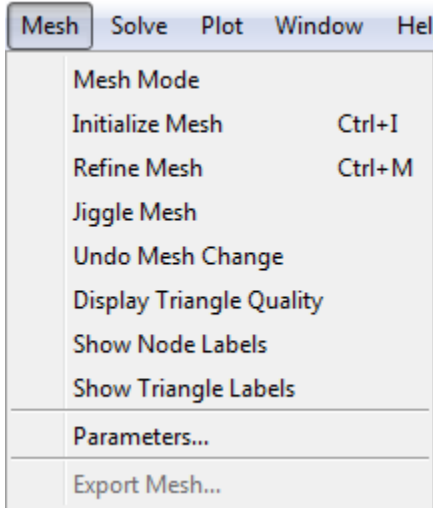 Mesh Solve Plot Window Hel
Mesh Mode
Initialize Mesh Ctrl+I
Refine Mesh Ctrl+M
Jiggle Mesh
Undo Mesh Change
Display Triangle Quality
Show Node Labels
Show Triangle Labels
Parameters...
Export Mesh...